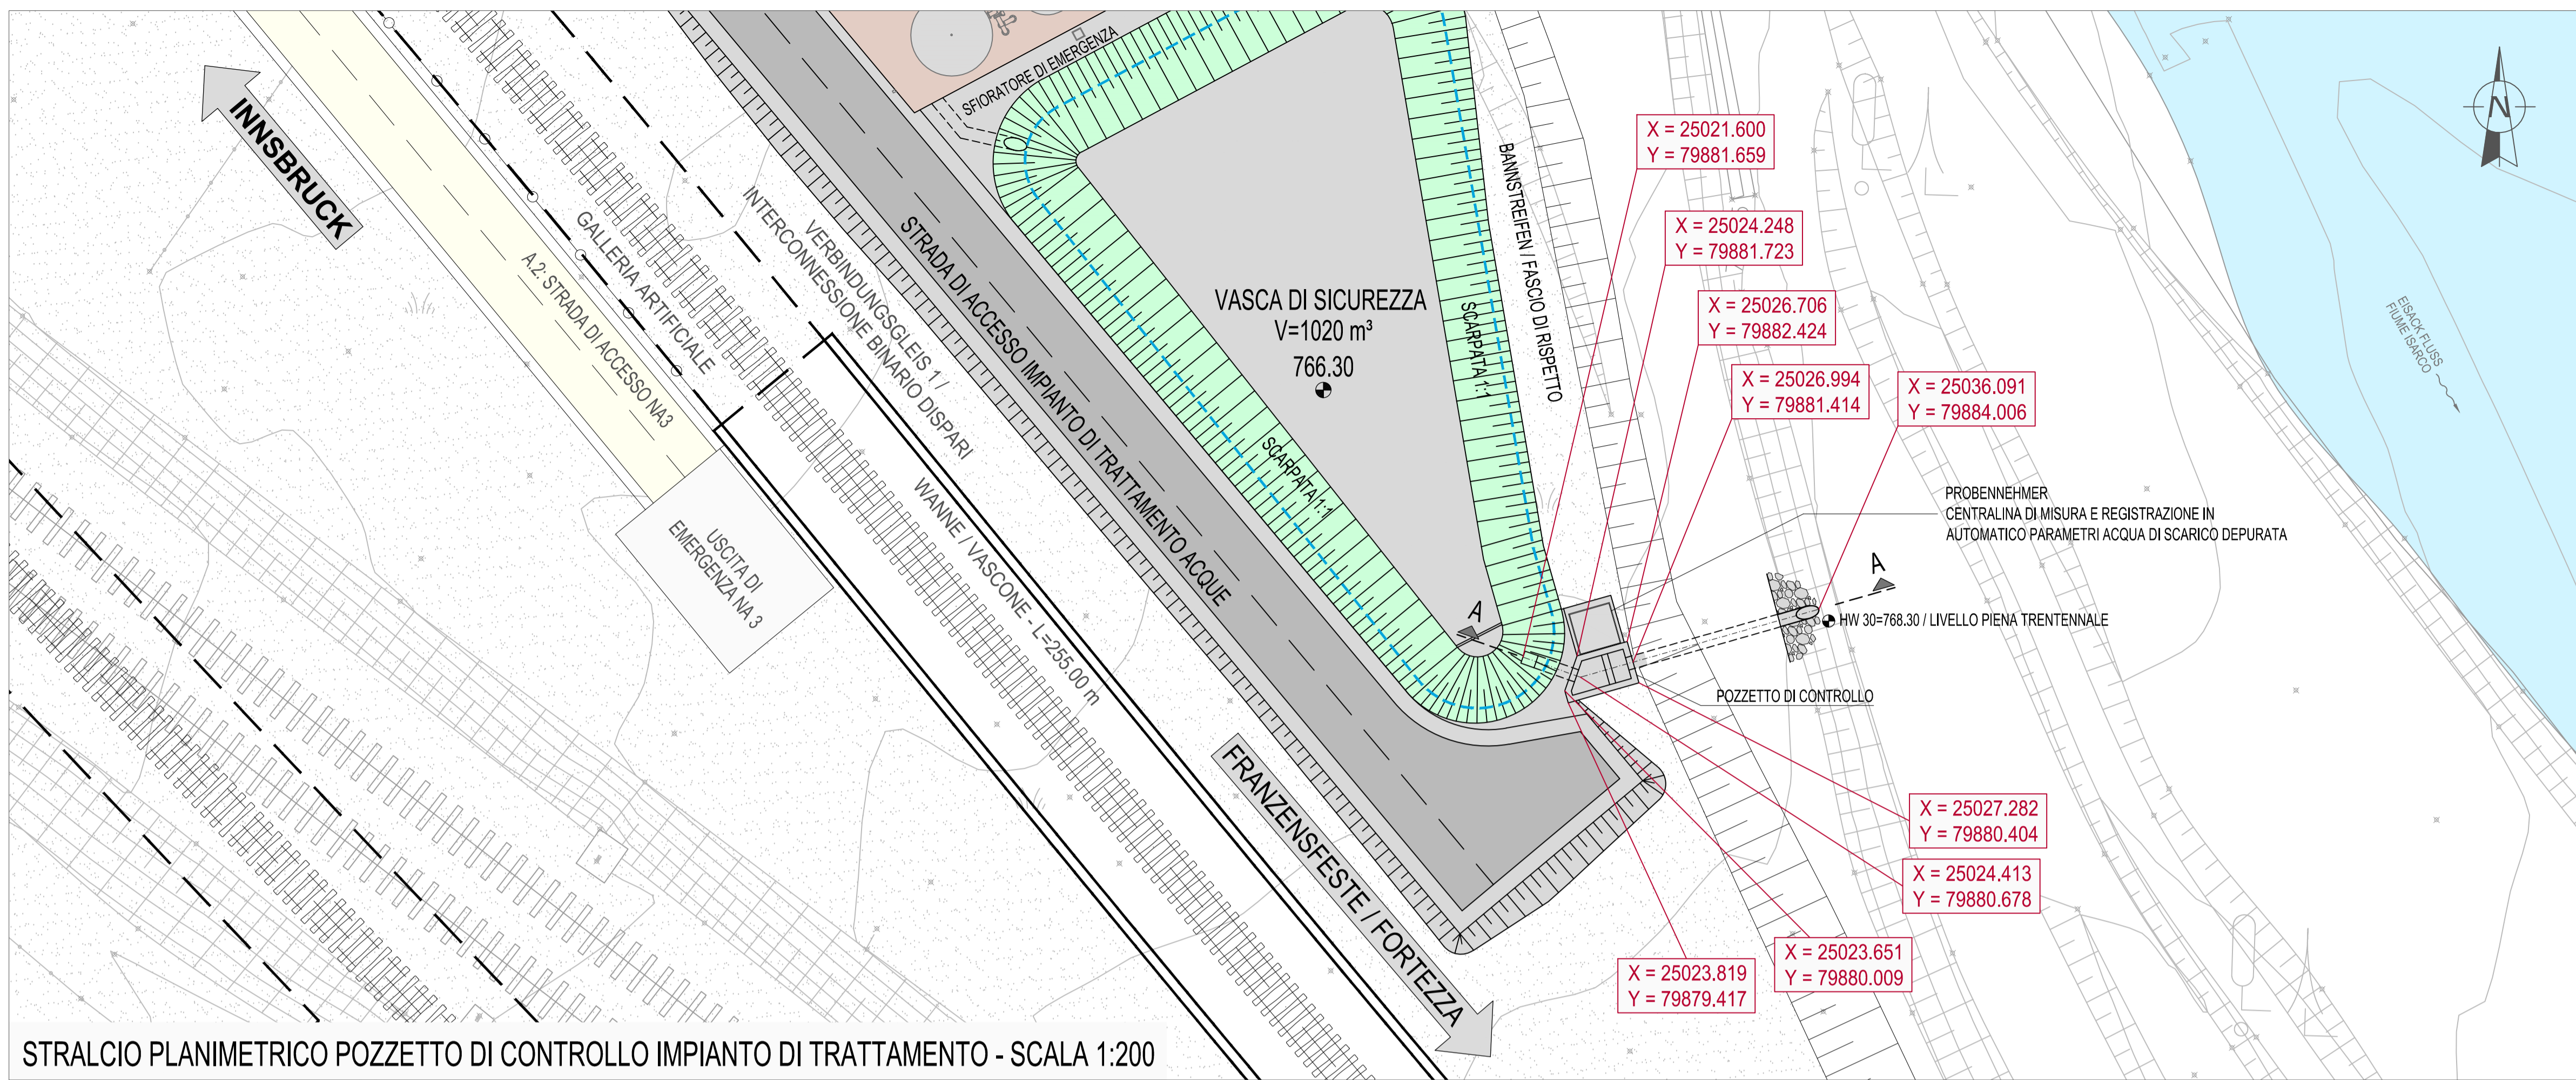 INNSBRUCK
A.2. STRADA DI ACCESSO NA3
GALLERIA ARTIFICIALE
VERBINDUNGSGLEIS 1 /
INTERCONNESSIONE BINARIO DISPARI
SFIORATORE DI EMERGENZA
STRADA DI ACCESSO IMPIANTO DI TRATTAMENTO ACQUE
VASCA DI SICUREZZA
V=1020 m³
766.30
SCARPATA 1:1
SCARPATA 1:1
BANNSTREIFEN / FASCIO DI RISPETTO
USCITA DI
EMERGENZA NA 3
WANNE / VASCONE - L=255.00 m
FRANZENSFESTE / FORTEZZA
X = 25021.600
Y = 79881.659
X = 25024.248
Y = 79881.723
X = 25026.706
Y = 79882.424
X = 25026.994
Y = 79881.414
X = 25036.091
Y = 79884.006
N
EISACK FLUSS
FIUME ISARCO
PROBENNEHMER
CENTRALINA DI MISURA E REGISTRAZIONE IN
AUTOMATICO PARAMETRI ACQUA DI SCARICO DEPURATA
A
A
HW 30=768.30 / LIVELLO PIENA TRENTENNALE
POZZETTO DI CONTROLLO
X = 25027.282
Y = 79880.404
X = 25024.413
Y = 79880.678
X = 25023.651
Y = 79880.009
X = 25023.819
Y = 79879.417
STRALCIO PLANIMETRICO POZZETTO DI CONTROLLO IMPIANTO DI TRATTAMENTO - SCALA 1:200